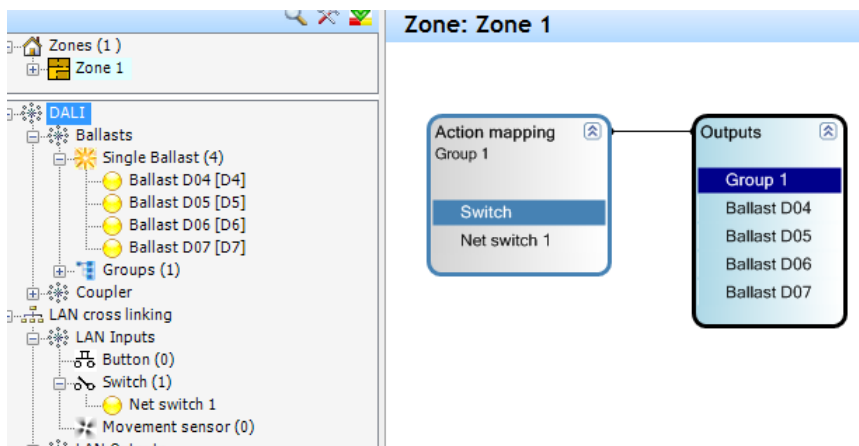 Zones (1 )
Zone 1
DALI
Ballasts
Single Ballast (4)
Ballast D04 [D4]
Ballast D05 [D5]
Ballast D06 [D6]
Ballast D07 [D7]
Groups (1)
Coupler
LAN cross linking
LAN Inputs
Button (0)
Switch (1)
Net switch 1
Movement sensor (0)
Zone: Zone 1
Action mapping
Group 1
Switch
Net switch 1
Outputs
Group 1
Ballast D04
Ballast D05
Ballast D06
Ballast D07